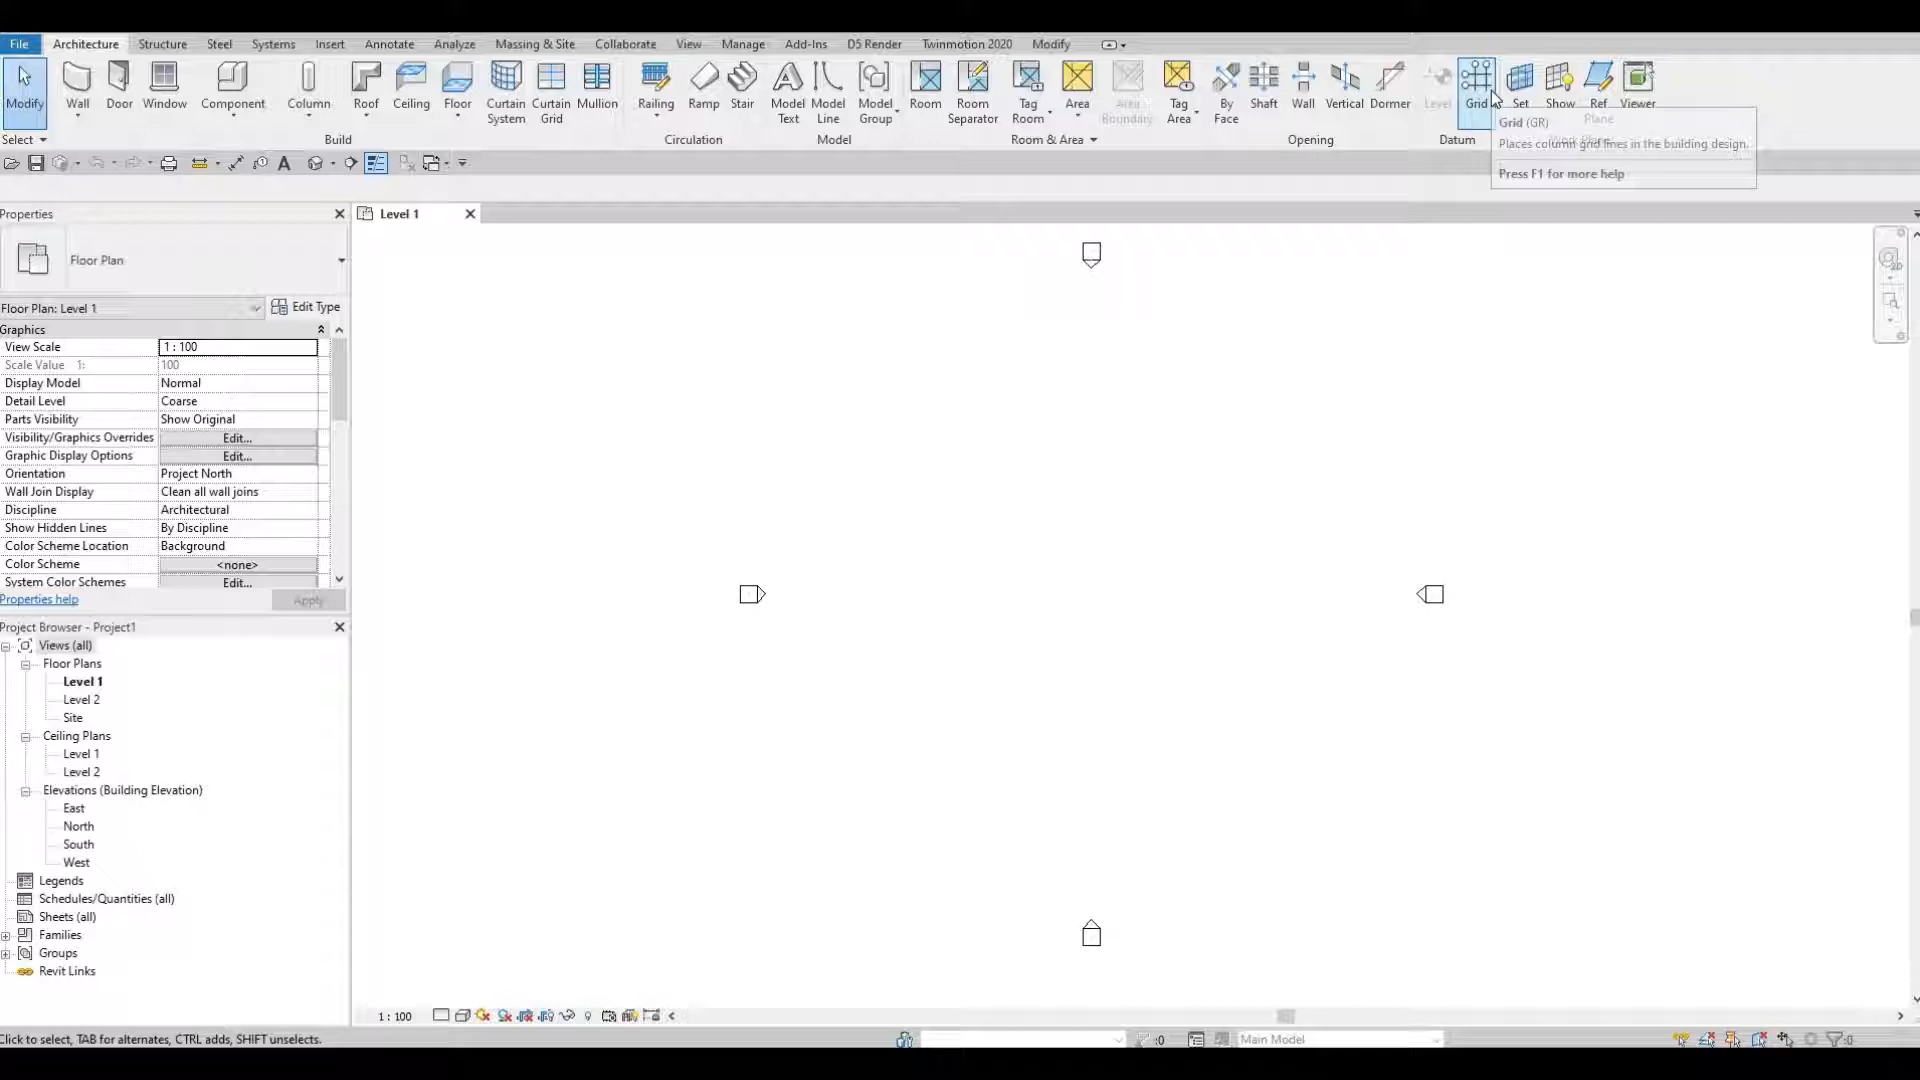 File Architecture Structure Steel Systems Insert Annotate Analyze Massing & Site Collaborate View Manage Add-Ins D5 Render Twinmotion 2020 Modify
Modify Wall Door Window Component Column Roof Ceiling Floor Curtain System Curtain Grid Mullion Railing Ramp Stair Model Text Model Line Model Group Room Room Separator Tag Room Area Area Boundary Tag Area By Face Shaft Wall Vertical Dormer Level Grid Set Show Ref Plane Viewer
Select Build Circulation Model Room & Area Opening Datum
Grid (GR)
Places column grid lines in the building design.
Press F1 for more help
Properties
Level 1
Floor Plan
Floor Plan: Level 1
Edit Type
Graphics
View Scale 1 : 100
Scale Value 1: 100
Display Model Normal
Detail Level Coarse
Parts Visibility Show Original
Visibility/Graphics Overrides Edit...
Graphic Display Options Edit...
Orientation Project North
Wall Join Display Clean all wall joins
Discipline Architectural
Show Hidden Lines By Discipline
Color Scheme Location Background
Color Scheme <none>
System Color Schemes Edit...
Properties help Apply
Project Browser - Project1
Views (all)
Floor Plans
Level 1
Level 2
Site
Ceiling Plans
Level 1
Level 2
Elevations (Building Elevation)
East
North
South
West
Legends
Schedules/Quantities (all)
Sheets (all)
Families
Groups
Revit Links
1 : 100
Click to select, TAB for alternates, CTRL adds, SHIFT unselects.
:0
Main Model
:0